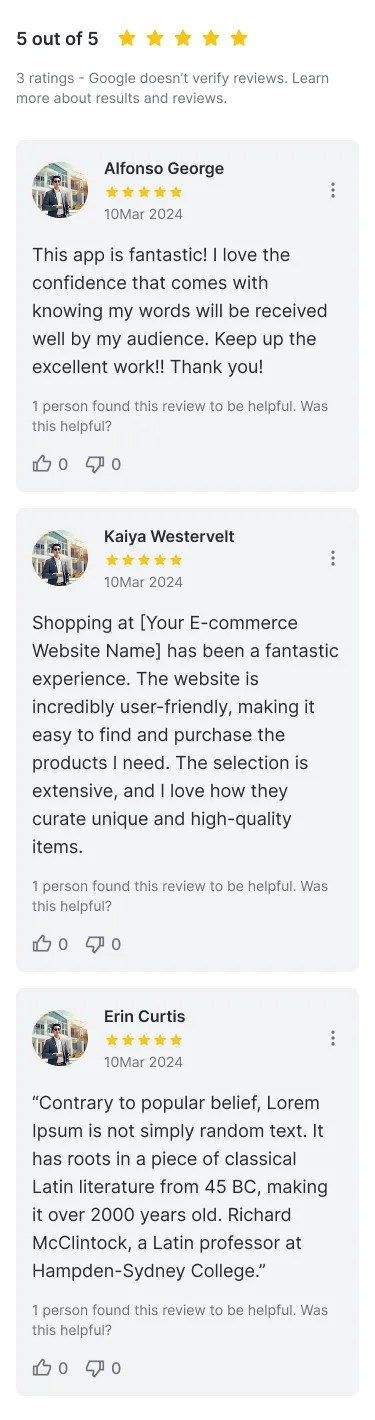 5 out of 5
3 ratings - Google doesn’t verify reviews. Learn
more about results and reviews.
Alfonso George
10Mar 2024
This app is fantastic! I love the
confidence that comes with
knowing my words will be received
well by my audience. Keep up the
excellent work!! Thank you!
1 person found this review to be helpful. Was
this helpful?
0 0
Kaiya Westervelt
10Mar 2024
Shopping at [Your E-commerce
Website Name] has been a fantastic
experience. The website is
incredibly user-friendly, making it
easy to find and purchase the
products I need. The selection is
extensive, and I love how they
curate unique and high-quality
items.
1 person found this review to be helpful. Was
this helpful?
0 0
Erin Curtis
10Mar 2024
“Contrary to popular belief, Lorem
Ipsum is not simply random text. It
has roots in a piece of classical
Latin literature from 45 BC, making
it over 2000 years old. Richard
McClintock, a Latin professor at
Hampden-Sydney College.”
1 person found this review to be helpful. Was
this helpful?
0 0